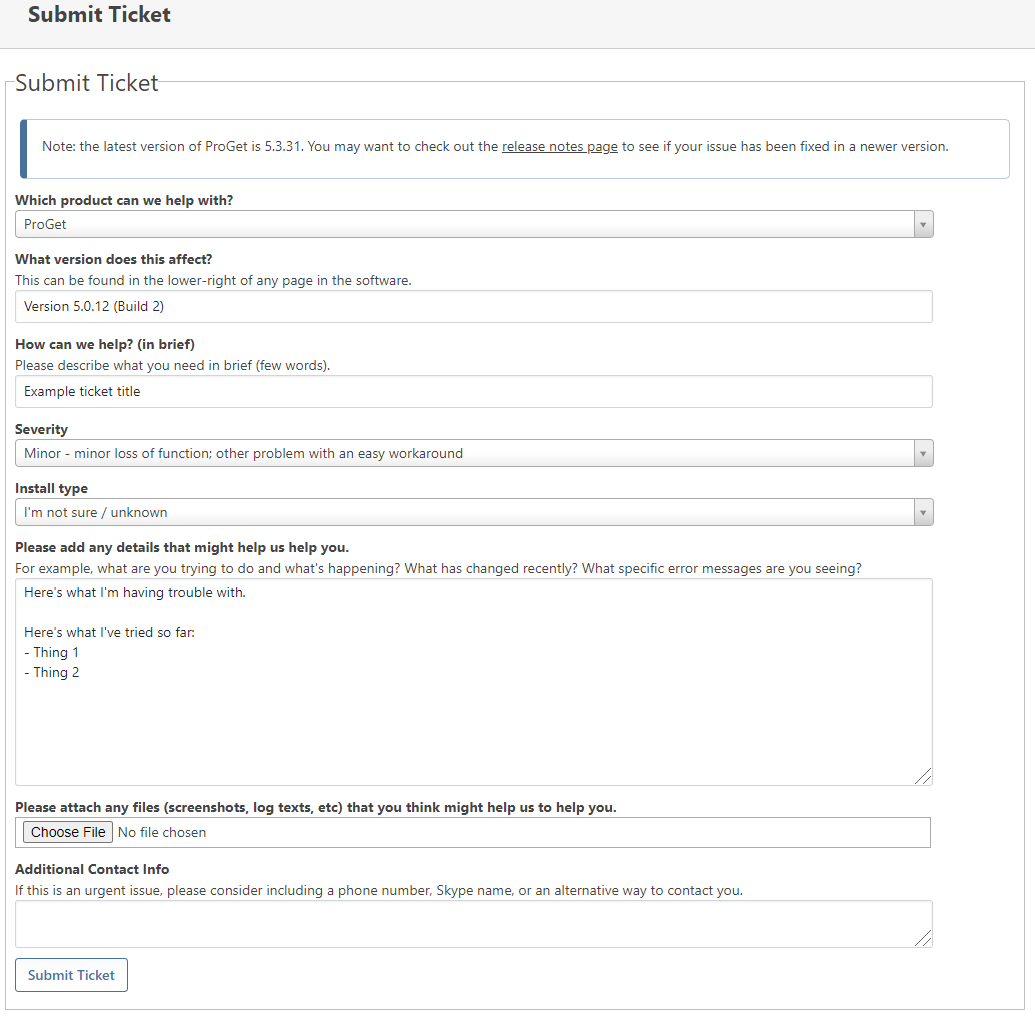 Submit Ticket
Submit Ticket
Note: the latest version of ProGet is 5.3.31. You may want to check out the release notes page to see if your issue has been fixed in a newer version.
Which product can we help with?
ProGet
What version does this affect?
This can be found in the lower-right of any page in the software.
Version 5.0.12 (Build 2)
How can we help? (in brief)
Please describe what you need in brief (few words).
Example ticket title
Severity
Minor - minor loss of function; other problem with an easy workaround
Install type
I'm not sure / unknown
Please add any details that might help us help you.
For example, what are you trying to do and what's happening? What has changed recently? What specific error messages are you seeing?
Here's what I'm having trouble with.
Here's what I've tried so far:
- Thing 1
- Thing 2
Please attach any files (screenshots, log texts, etc) that you think might help us to help you.
Choose File No file chosen
Additional Contact Info
If this is an urgent issue, please consider including a phone number, Skype name, or an alternative way to contact you.
Submit Ticket